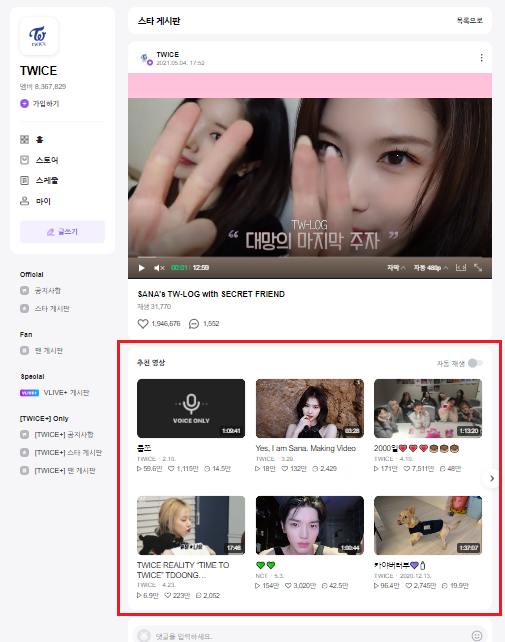 TWICE
TWICE
멤버 8,367,829
가입하기
홈
스토어
스케줄
마이
글쓰기
Official
공지사항
스타 게시판
Fan
팬 게시판
Special
VLIVE+ VLIVE+ 게시판
[TWICE+] Only
[TWICE+] 공지사항
[TWICE+] 스타 게시판
[TWICE+] 팬 게시판
스타 게시판 목록으로
TWICE
2021.05.04. 17:52
TW-LOG
“ 대망의 마지막 주자 ”
00:01 12:59 자막 자동 480p
SANA's TW-LOG with SECRET FRIEND
재생 31,770
1,946,676 1,552
추천 영상 자동 재생
VOICE ONLY
1:09:41
TWICE · 2.10.
59.6만 1,115만 14.5만
03:28
Yes, I am Sana. Making Video
TWICE · 3.29.
18만 132만 2,429
1:13:20
2000일❤❤❤🍩🍩🍩
TWICE · 4.10.
171만 7,511만 48만
17:46
TWICE REALITY “TIME TO
TWICE” TDOONG…
TWICE · 4.23.
6.9만 223만 2,052
1:00:44
💚💚
NCT · 5.3.
154만 3,020만 42.5만
1:37:07
TWICE · 2020.12.13.
96.4만 2,745만 19.9만
댓글을 입력하세요.